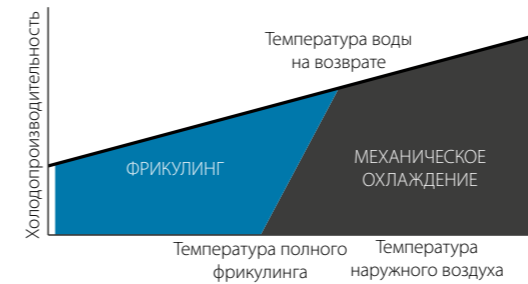 Холодопроизводительность
Температура воды
на возврате
ФРИКУЛИНГ
МЕХАНИЧЕСКОЕ
ОХЛАЖДЕНИЕ
Температура полного
фрикулинга
Температура
наружного воздуха